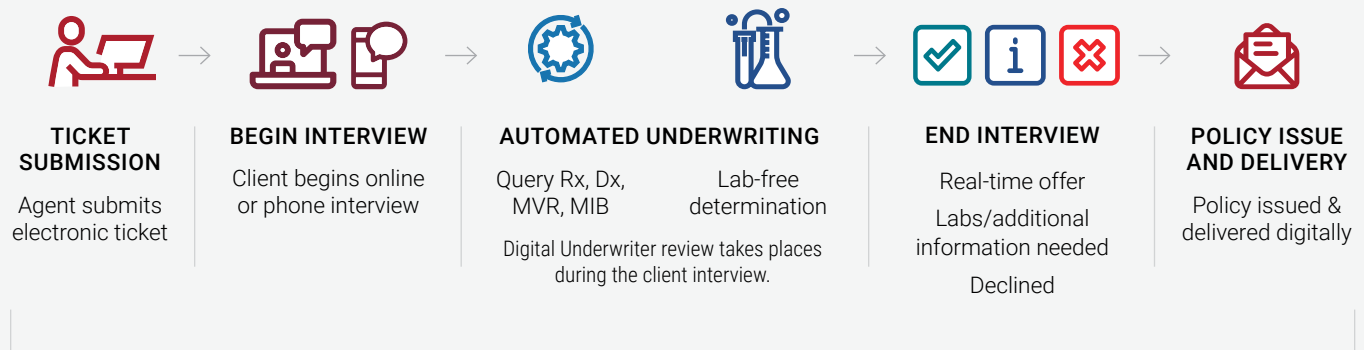 TICKET
SUBMISSION
Agent submits
electronic ticket
BEGIN INTERVIEW
Client begins online
or phone interview
AUTOMATED UNDERWRITING
Query Rx, Dx,
MVR, MIB
Lab-free
determination
Digital Underwriter review takes places
during the client interview.
END INTERVIEW
Real-time offer
Labs/additional
information needed
Declined
POLICY ISSUE
AND DELIVERY
Policy issued &
delivered digitally